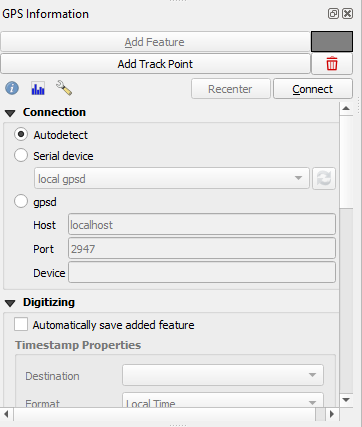 GPS Information
Add Feature
Add Track Point
Recenter Connect
Connection
Autodetect
Serial device
local gpsd
gpsd
Host localhost
Port 2947
Device
Digitizing
Automatically save added feature
Timestamp Properties
Destination
Format Local Time